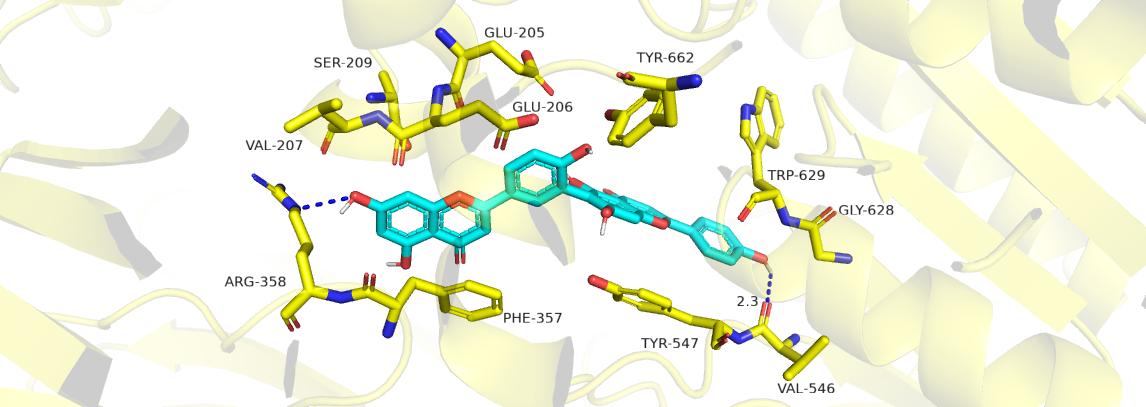 GLU-205
SER-209
TYR-662
GLU-206
VAL-207
TRP-629
GLY-628
ARG-358
2.3
PHE-357
TYR-547
VAL-546